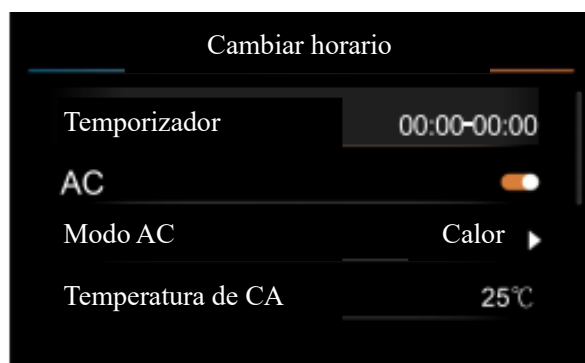 Cambiar horario
Temporizador 00:00-00:00
AC
Modo AC Calor
Temperatura de CA 25℃